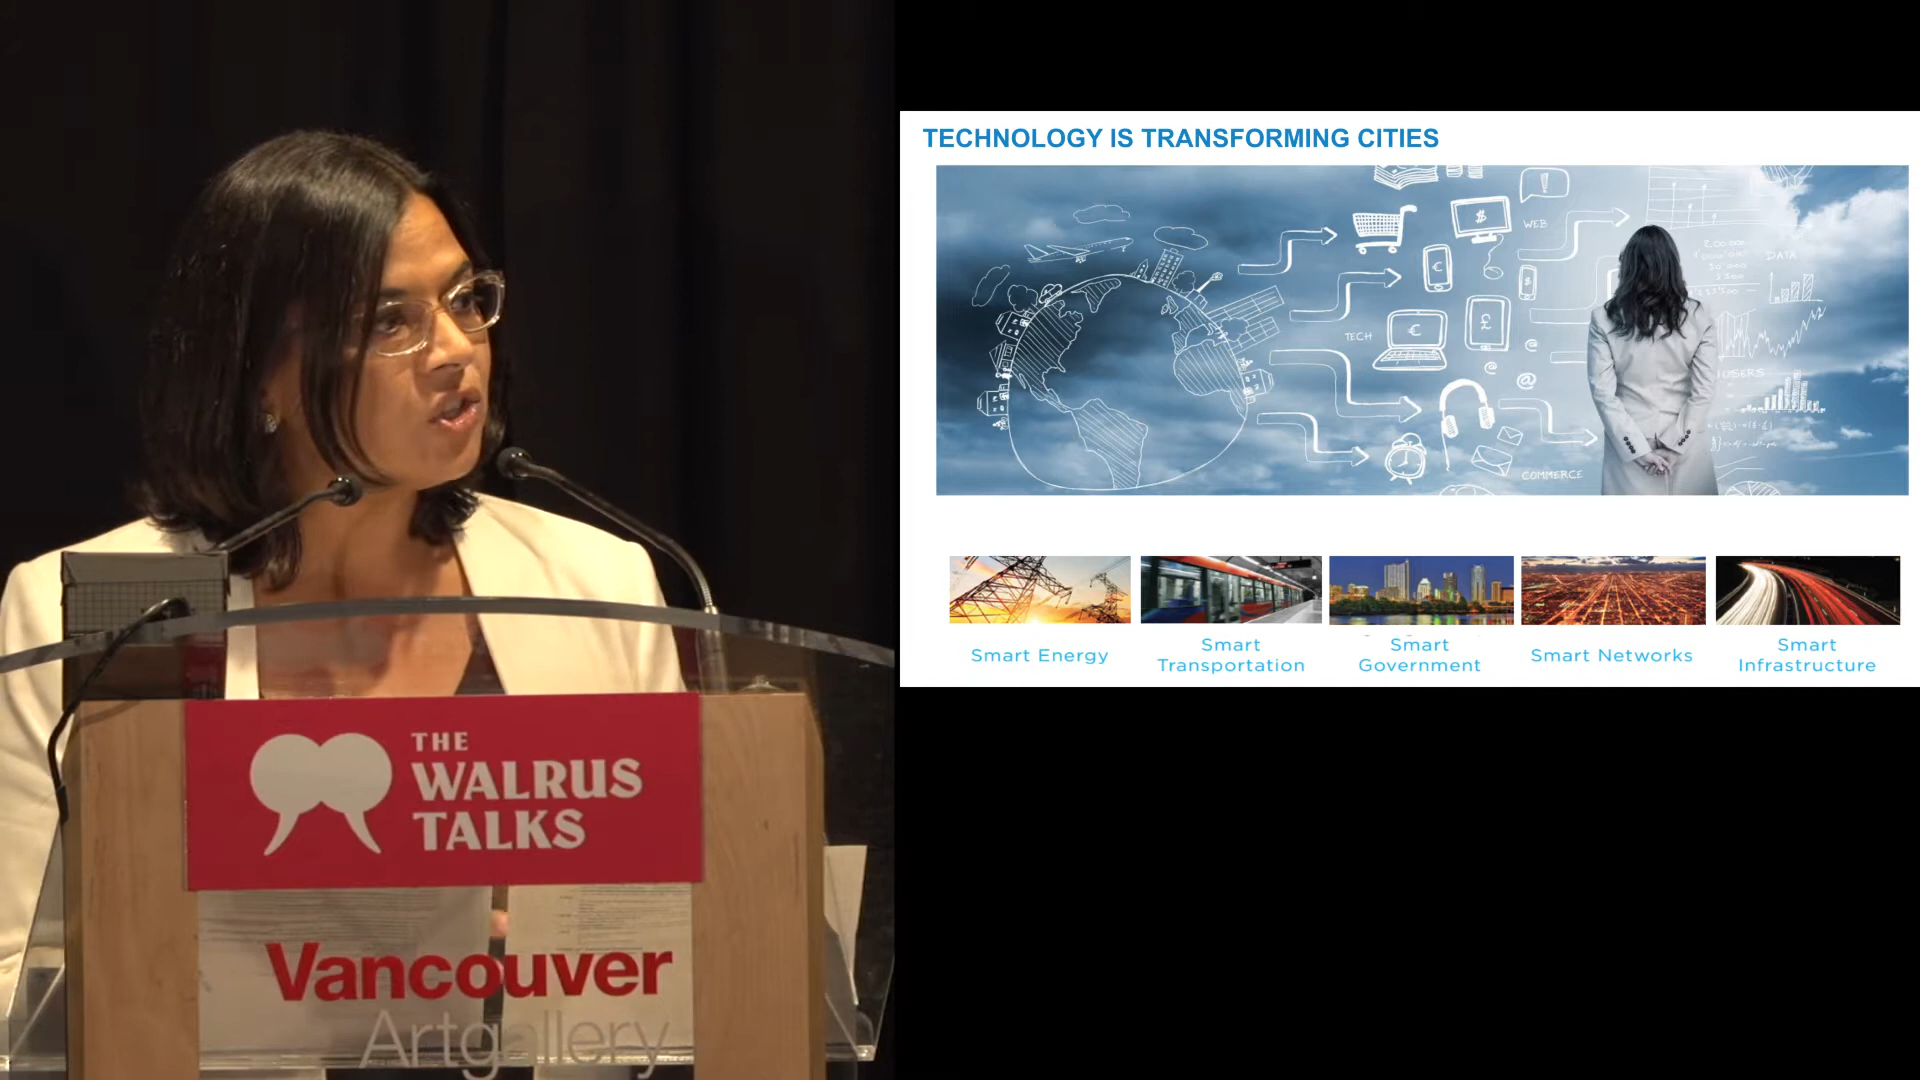 THE
WALRUS
TALKS
Vancouver
Artgallery
TECHNOLOGY IS TRANSFORMING CITIES
WEB
DATA
TECH
USERS
COMMERCE
Smart Energy
Smart
Transportation
Smart
Government
Smart Networks
Smart
Infrastructure